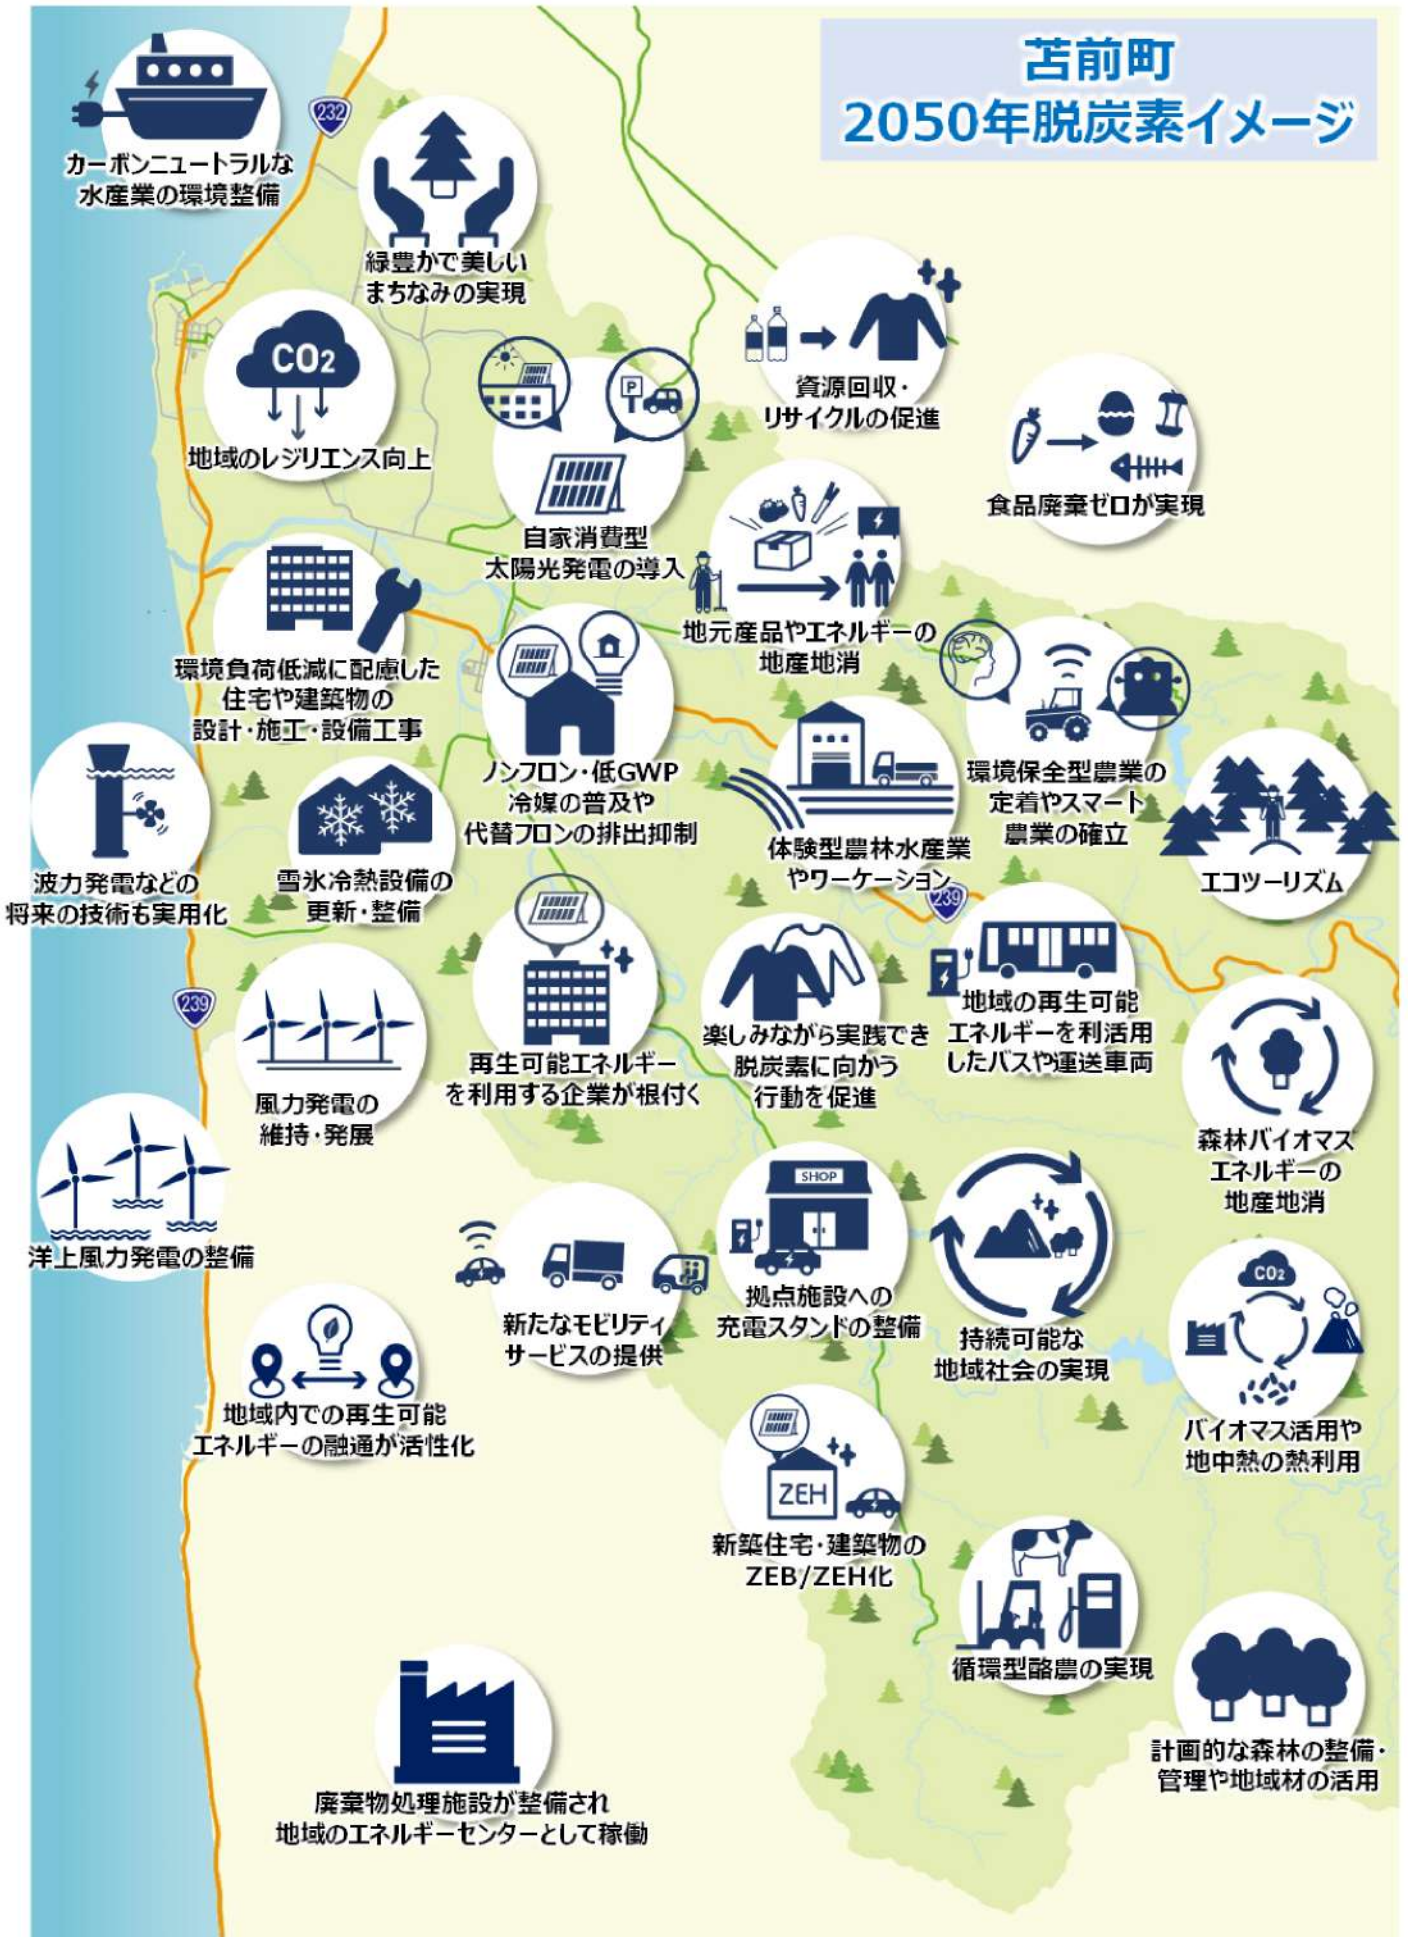 苫前町
2050年脱炭素イメージ
カーボンニュートラルな
水産業の環境整備
232
緑豊かで美しい
まちなみの実現
資源回収・
リサイクルの促進
CO2
地域のレジリエンス向上
P
自家消費型
太陽光発電の導入
食品廃棄ゼロが実現
地元産品やエネルギーの
地産地消
環境負荷低減に配慮した
住宅や建築物の
設計・施工・設備工事
ノンフロン・低GWP
冷媒の普及や
代替フロンの排出抑制
体験型農林水産業
やワーケーション
環境保全型農業の
定着やスマート
農業の確立
エコツーリズム
波力発電などの
将来の技術も実用化
雪氷冷熱設備の
更新・整備
239
239
風力発電の
維持・発展
再生可能エネルギー
を利用する企業が根付く
楽しみながら実践でき
脱炭素に向かう
行動を促進
地域の再生可能
エネルギーを利活用
したバスや運送車両
森林バイオマス
エネルギーの
地産地消
洋上風力発電の整備
新たなモビリティ
サービスの提供
SHOP
拠点施設への
充電スタンドの整備
持続可能な
地域社会の実現
CO2
バイオマス活用や
地中熱の熱利用
地域内での再生可能
エネルギーの融通が活性化
ZEH
新築住宅・建築物の
ZEB/ZEH化
循環型酪農の実現
計画的な森林の整備・
管理や地域材の活用
廃棄物処理施設が整備され
地域のエネルギーセンターとして稼働